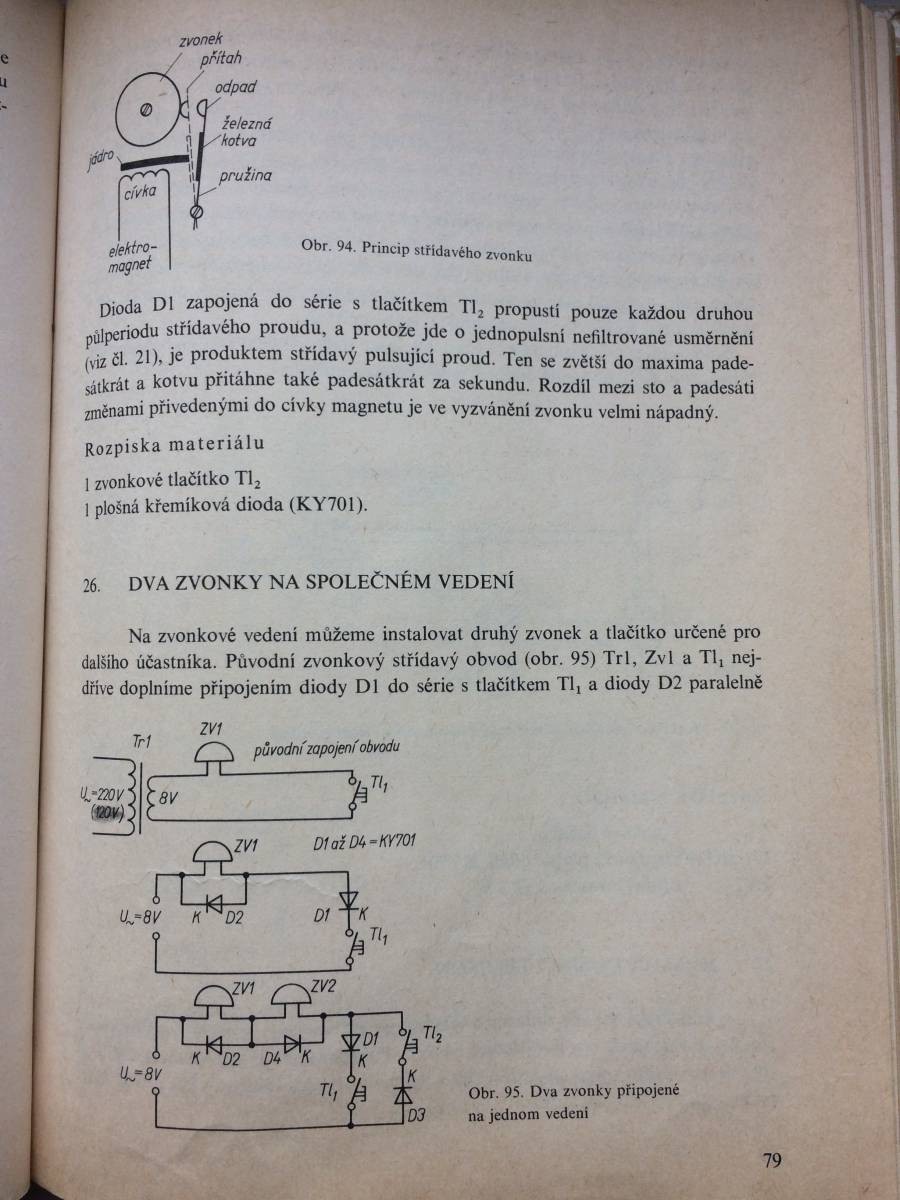 zvonek
přítah
odpad
železná
kotva
jádro
pružina
cívka
elektro-
magnet
Obr. 94. Princip střídavého zvonku
Dioda D1 zapojená do série s tlačítkem Tl₂ propustí pouze každou druhou
půlperiodu střídavého proudu, a protože jde o jednopulsní nefiltrované usměrnění
(viz čl. 21), je produktem střídavý pulsující proud. Ten se zvětší do maxima pade-
sátkrát a kotvu přitáhne také padesátkrát za sekundu. Rozdíl mezi sto a padesáti
změnami přivedenými do cívky magnetu je ve vyzvánění zvonku velmi nápadný.
Rozpiska materiálu
1 zvonkové tlačítko Tl₂
1 plošná křemíková dioda (KY701).
26. DVA ZVONKY NA SPOLEČNÉM VEDENÍ
Na zvonkové vedení můžeme instalovat druhý zvonek a tlačítko určené pro
dalšího účastníka. Původní zvonkový střídavý obvod (obr. 95) Tr1, Zv1 a Tl₁ nej-
dříve doplníme připojením diody D1 do série s tlačítkem Tl₁ a diody D2 paralelně
ZV1
Tr1
původní zapojení obvodu
U~=220V
(120V)
8V
Tl₁
ZV1
D1 až D4 = KY701
U~=8V
K D2
D1 K
Tl₁
ZV1 ZV2
K D2 D4 K
D1
K
Tl₂
U~=8V
Tl₁
K
D3
Obr. 95. Dva zvonky připojené
na jednom vedení
79